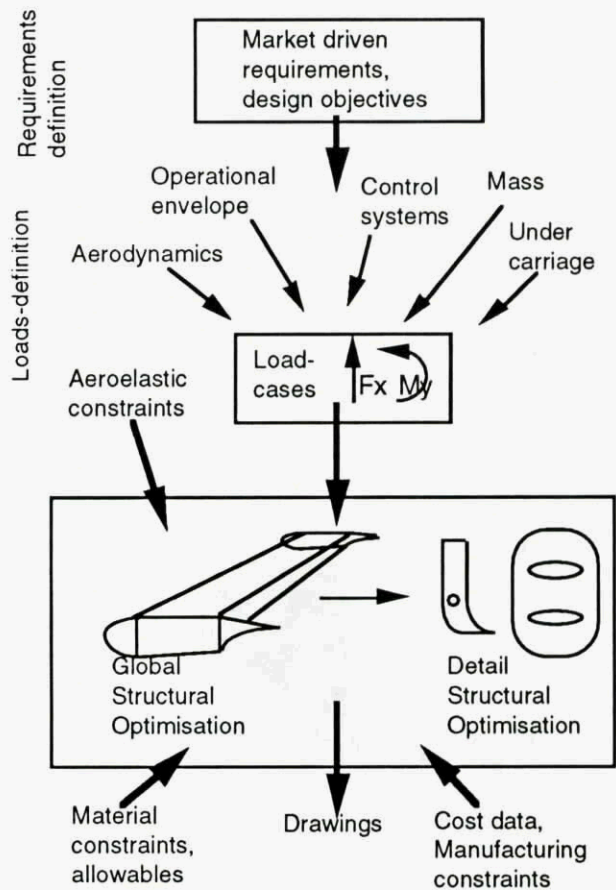 Requirements
definition
Market driven
requirements,
design objectives
Loads-definition
Operational
envelope
Control
systems
Mass
Aerodynamics
Under
carriage
Load-
cases
Fx My
Aeroelastic
constraints
Global
Structural
Optimisation
Detail
Structural
Optimisation
Material
constraints,
allowables
Drawings
Cost data,
Manufacturing
constraints